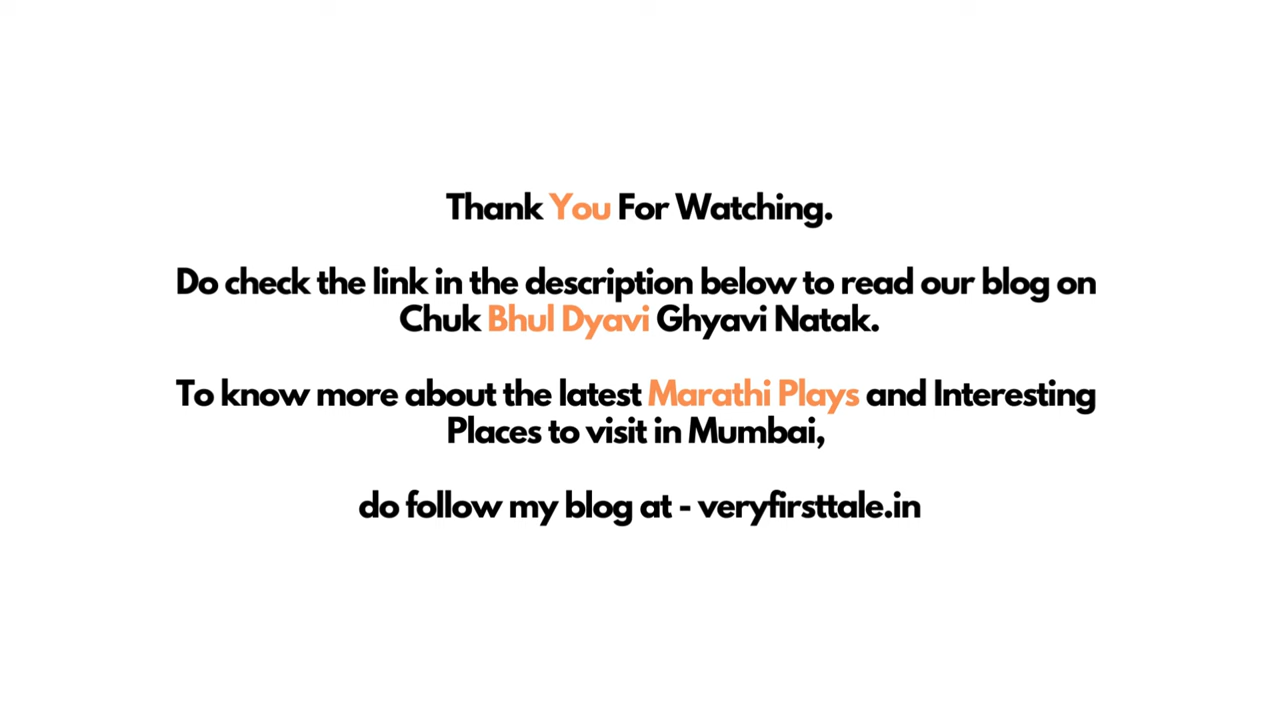 Thank You For Watching.
Do check the link in the description below to read our blog on
Chuk Bhul Dyavi Ghyavi Natak.
To know more about the latest Marathi Plays and Interesting
Places to visit in Mumbai,
do follow my blog at - veryfirsttale.in